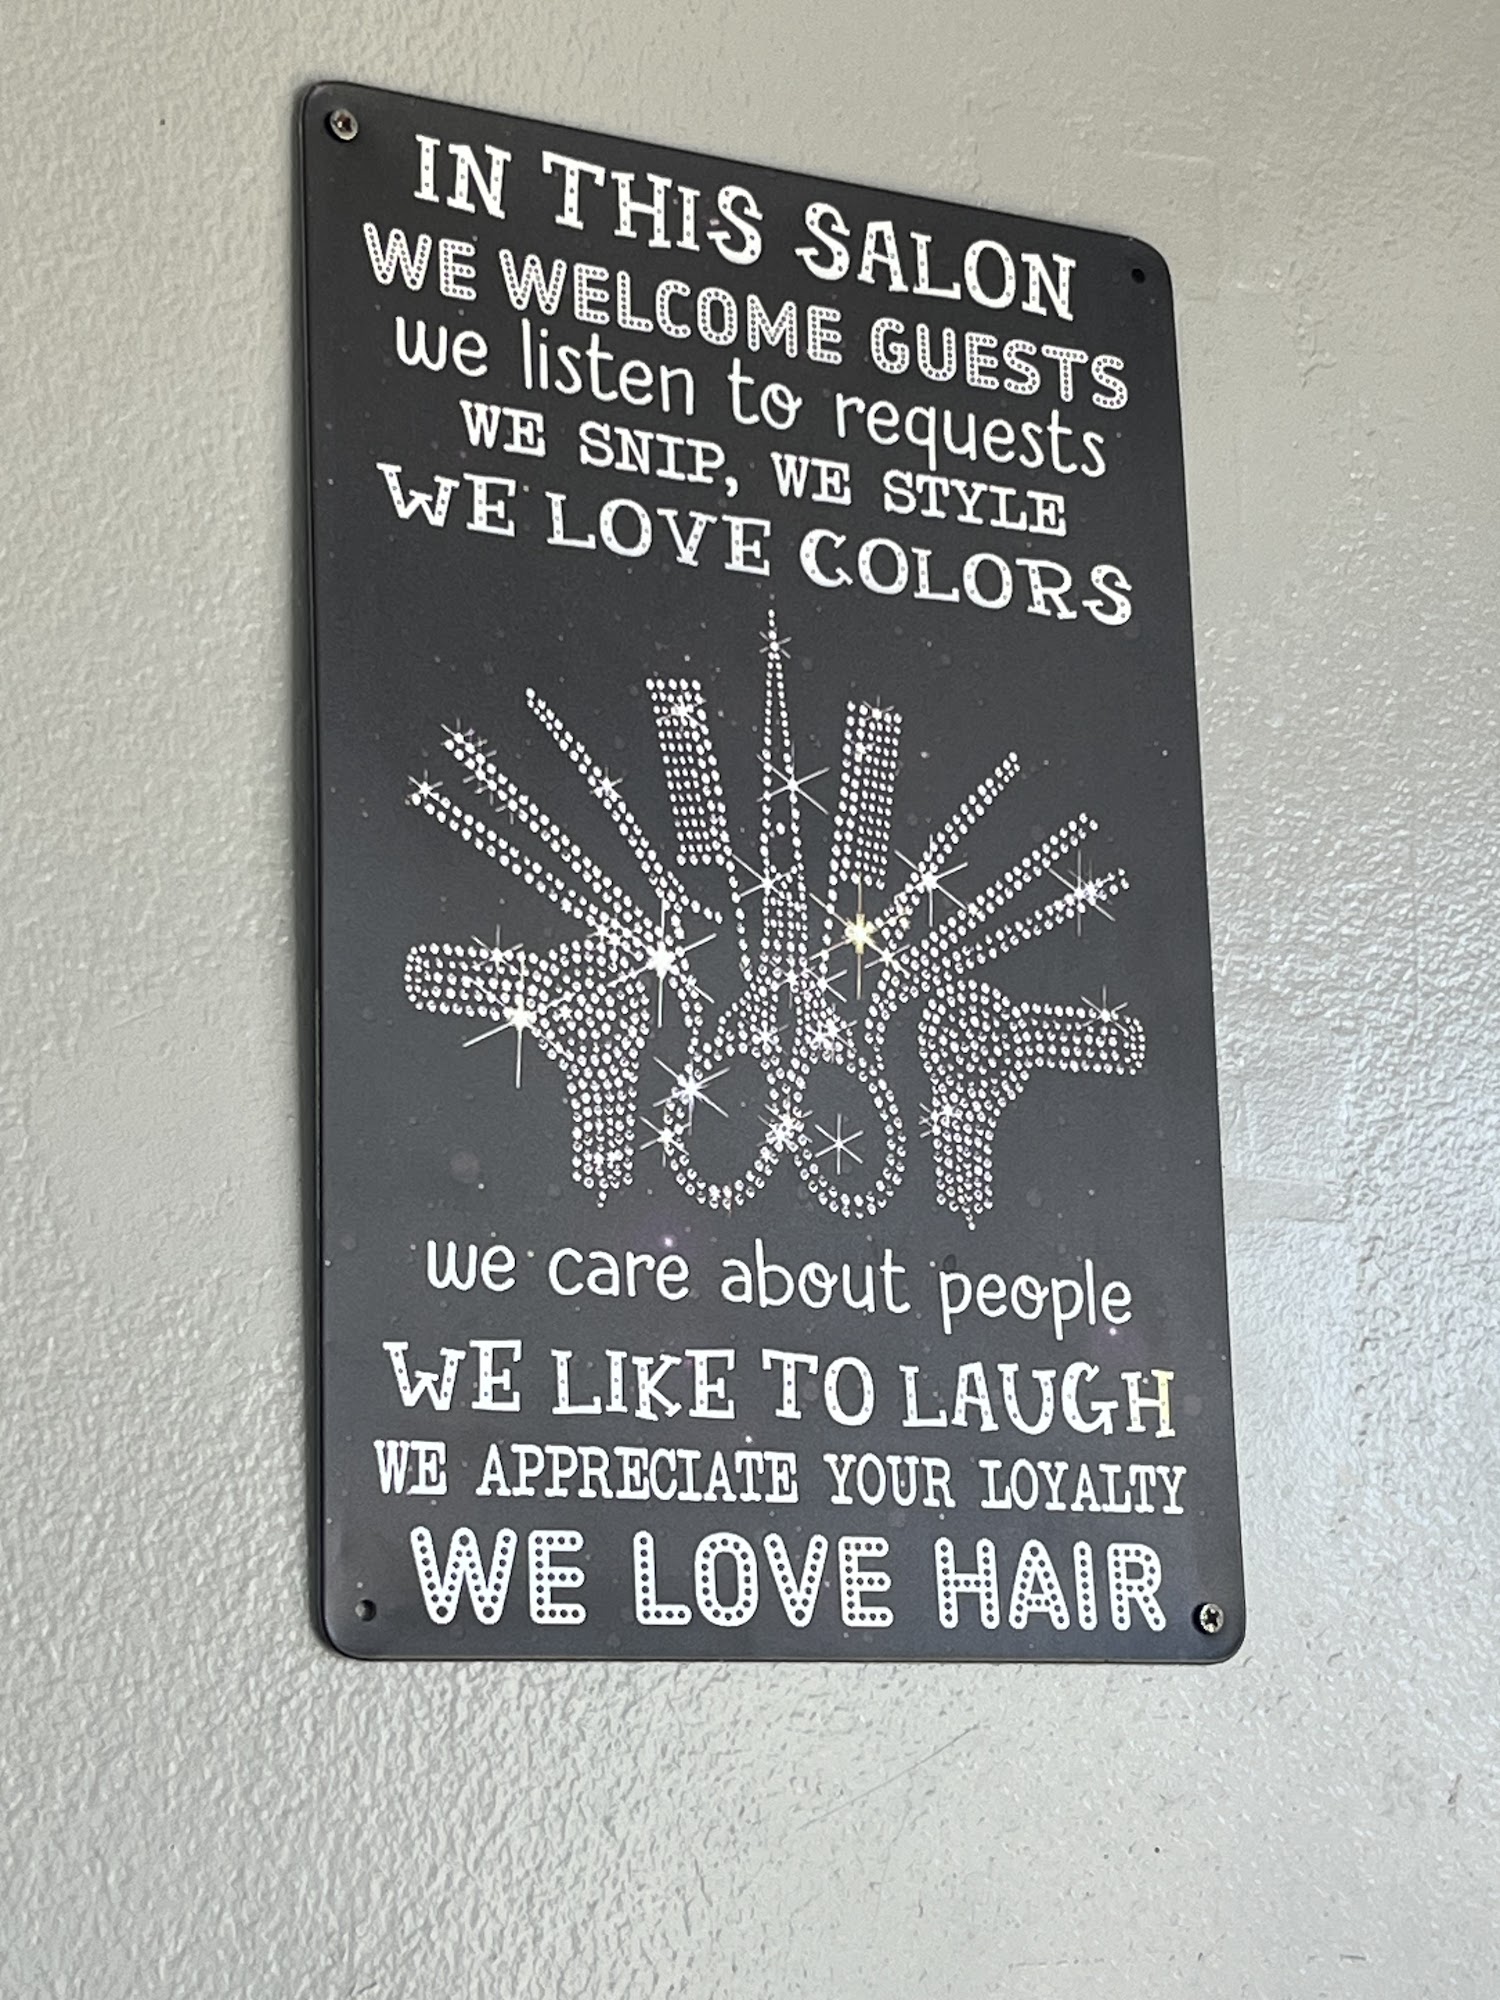 IN THIS SALON
WE WELCOME GUESTS
we listen to requests
WE SNIP, WE STYLE
WE LOVE COLORS
we care about people
WE LIKE TO LAUGH
WE APPRECIATE YOUR LOYALTY
WE LOVE HAIR